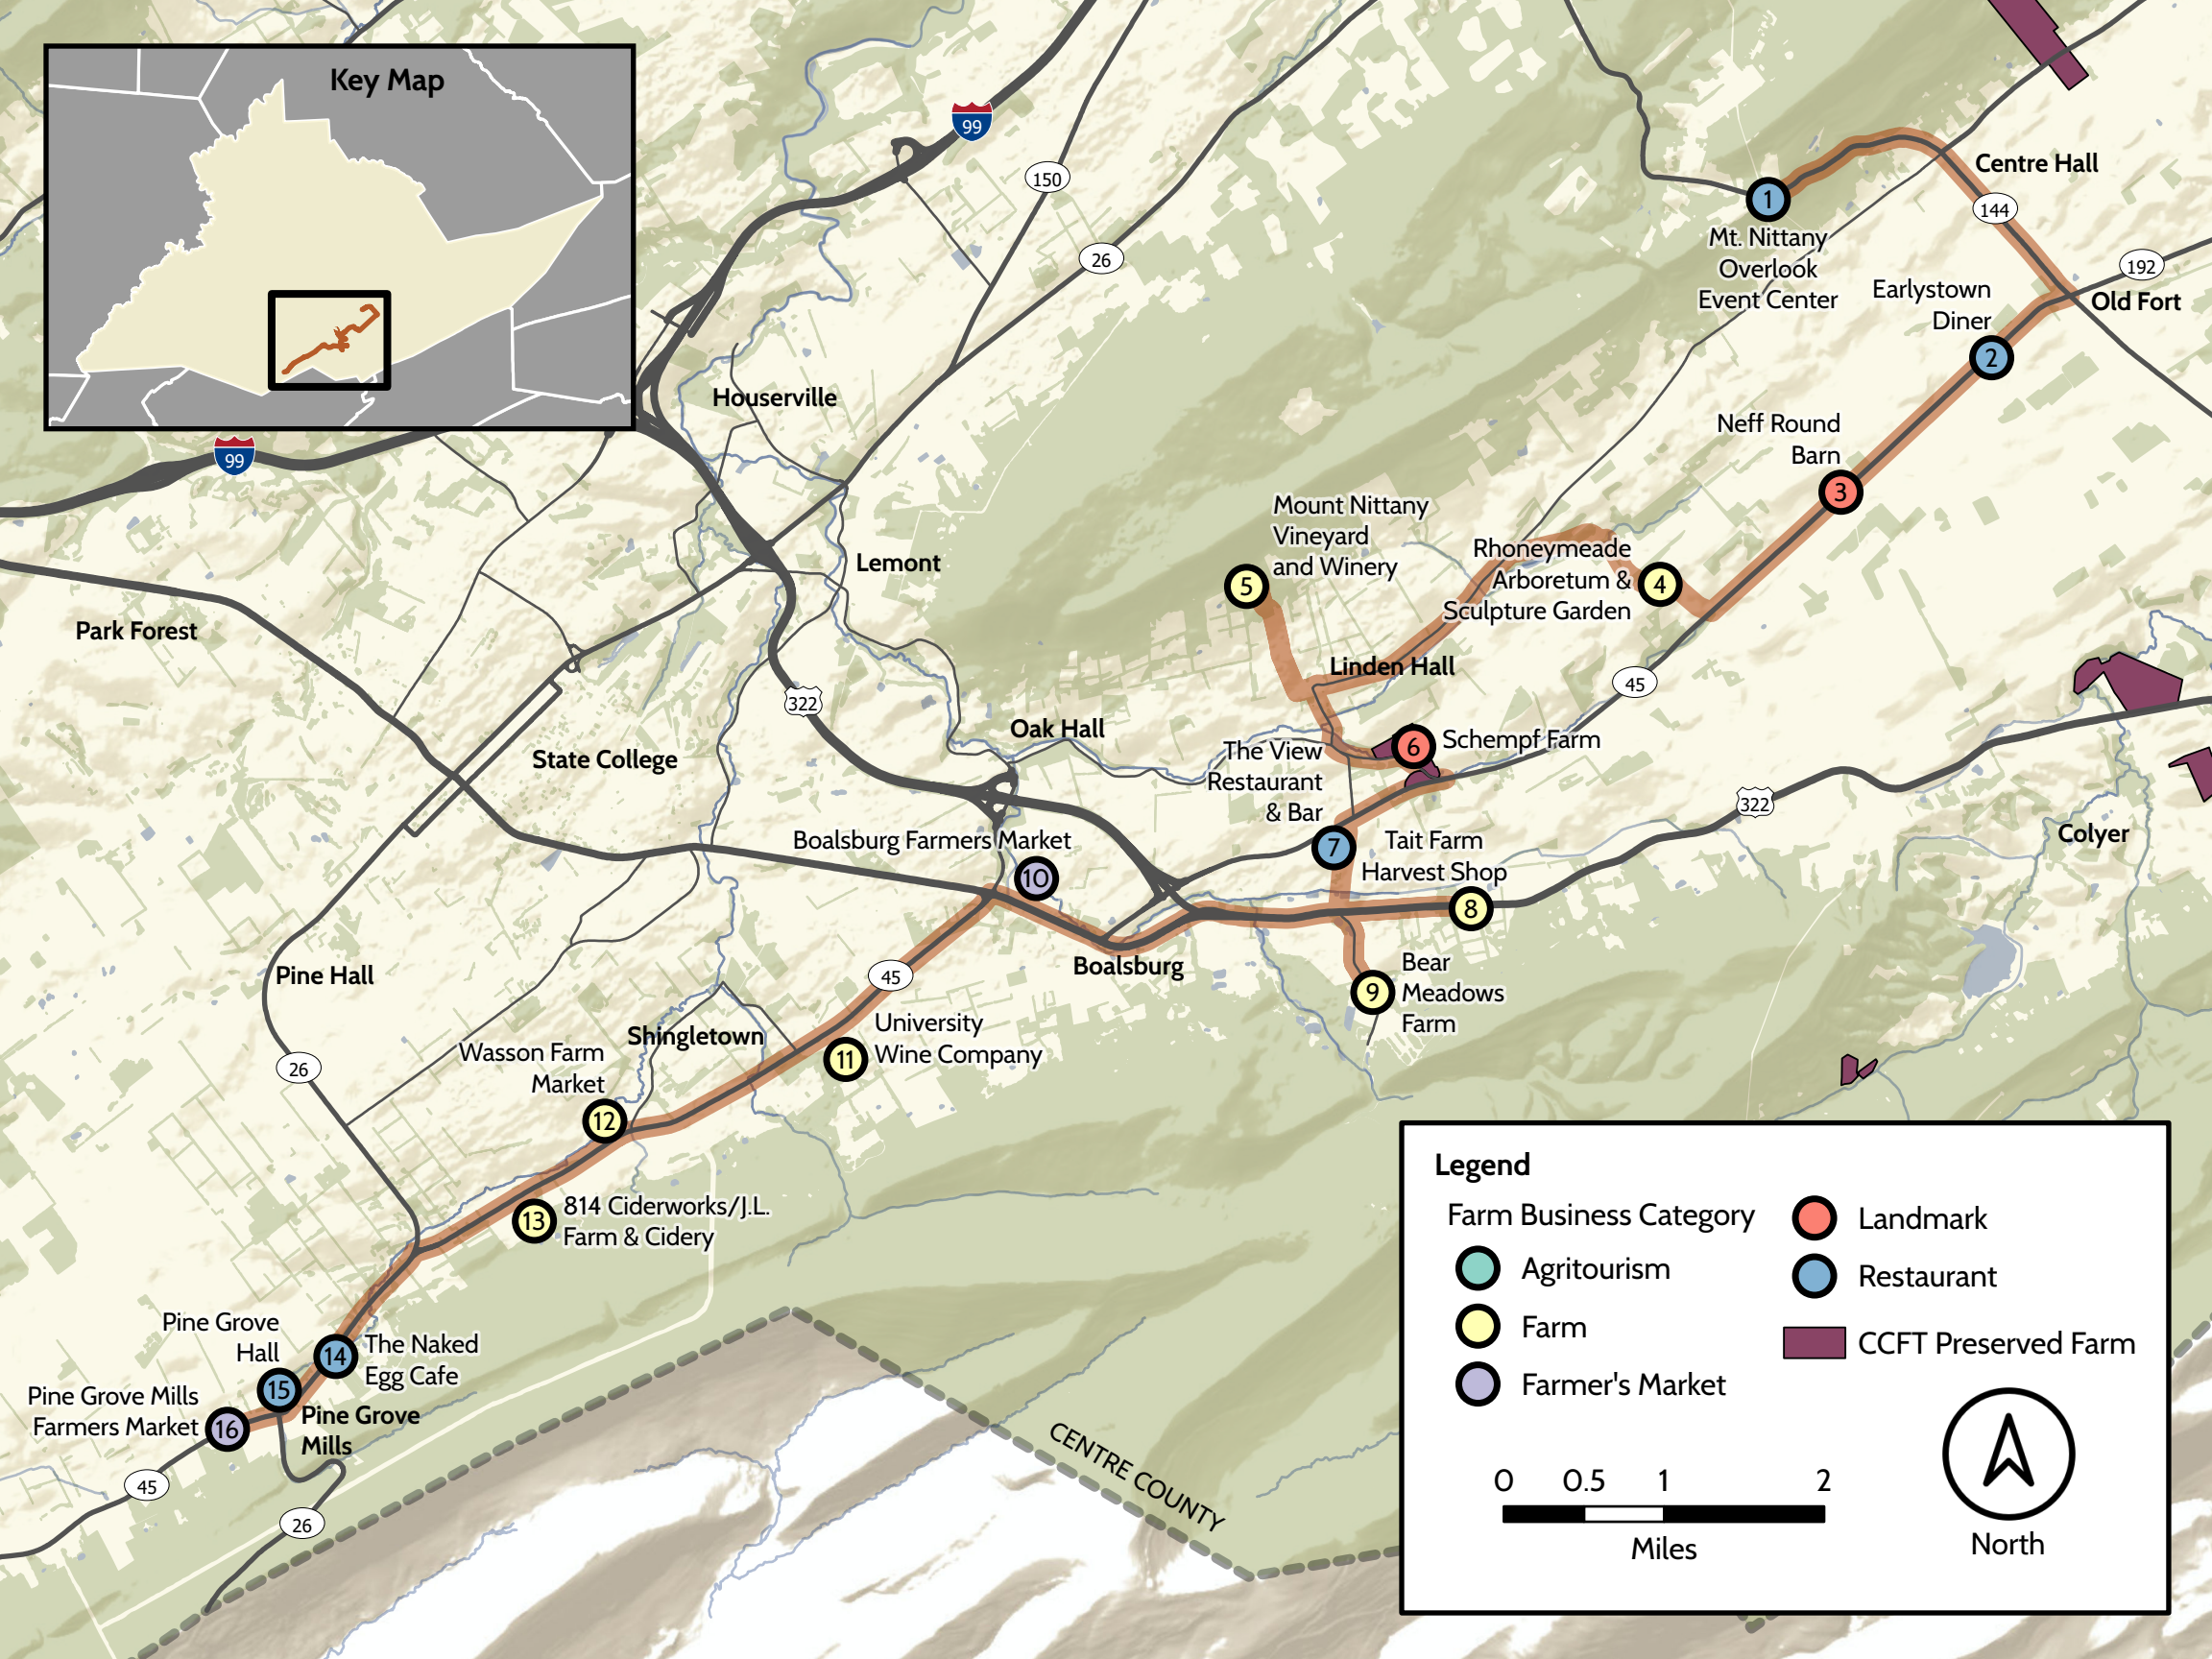 Key Map
99
150
26
Centre Hall
144
1
Mt. Nittany
Overlook
Event Center
192
Old Fort
Earlystown
Diner
2
Houserville
Neff Round
Barn
3
99
Mount Nittany
Vineyard
and Winery
5
Rhoneymeade
Arboretum &
Sculpture Garden
4
Lemont
Park Forest
Linden Hall
45
322
Oak Hall
State College
The View
Restaurant
& Bar
6
Schempf Farm
322
Colyer
Boalsburg Farmers Market
10
7
Tait Farm
Harvest Shop
8
Pine Hall
45
Boalsburg
Bear
Meadows
Farm
9
University
Wine Company
11
Shingletown
26
Wasson Farm
Market
12
814 Ciderworks/J.L.
Farm & Cidery
13
Pine Grove
Hall
14
The Naked
Egg Cafe
15
Pine Grove Mills
Farmers Market
16
Pine Grove
Mills
45
26
CENTRE COUNTY
Legend
Farm Business Category
Agritourism
Farm
Farmer's Market
Landmark
Restaurant
CCFT Preserved Farm
0 0.5 1 2
Miles
North